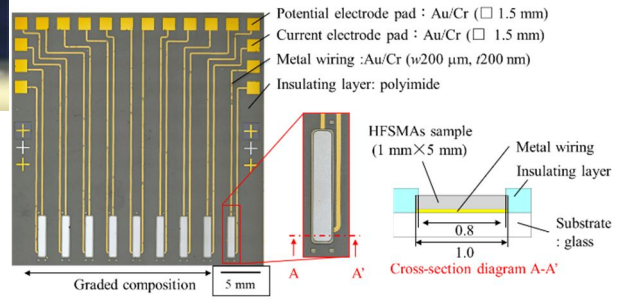 Potential electrode pad : Au/Cr (□ 1.5 mm)
Current electrode pad : Au/Cr (□ 1.5 mm)
Metal wiring :Au/Cr (w200 μm, t200 nm)
Insulating layer: polyimide
HFSMAs sample
(1 mm×5 mm)
Metal wiring
Insulating layer
Substrate
: glass
0.8
1.0
A
A'
Cross-section diagram A-A'
Graded composition
5 mm